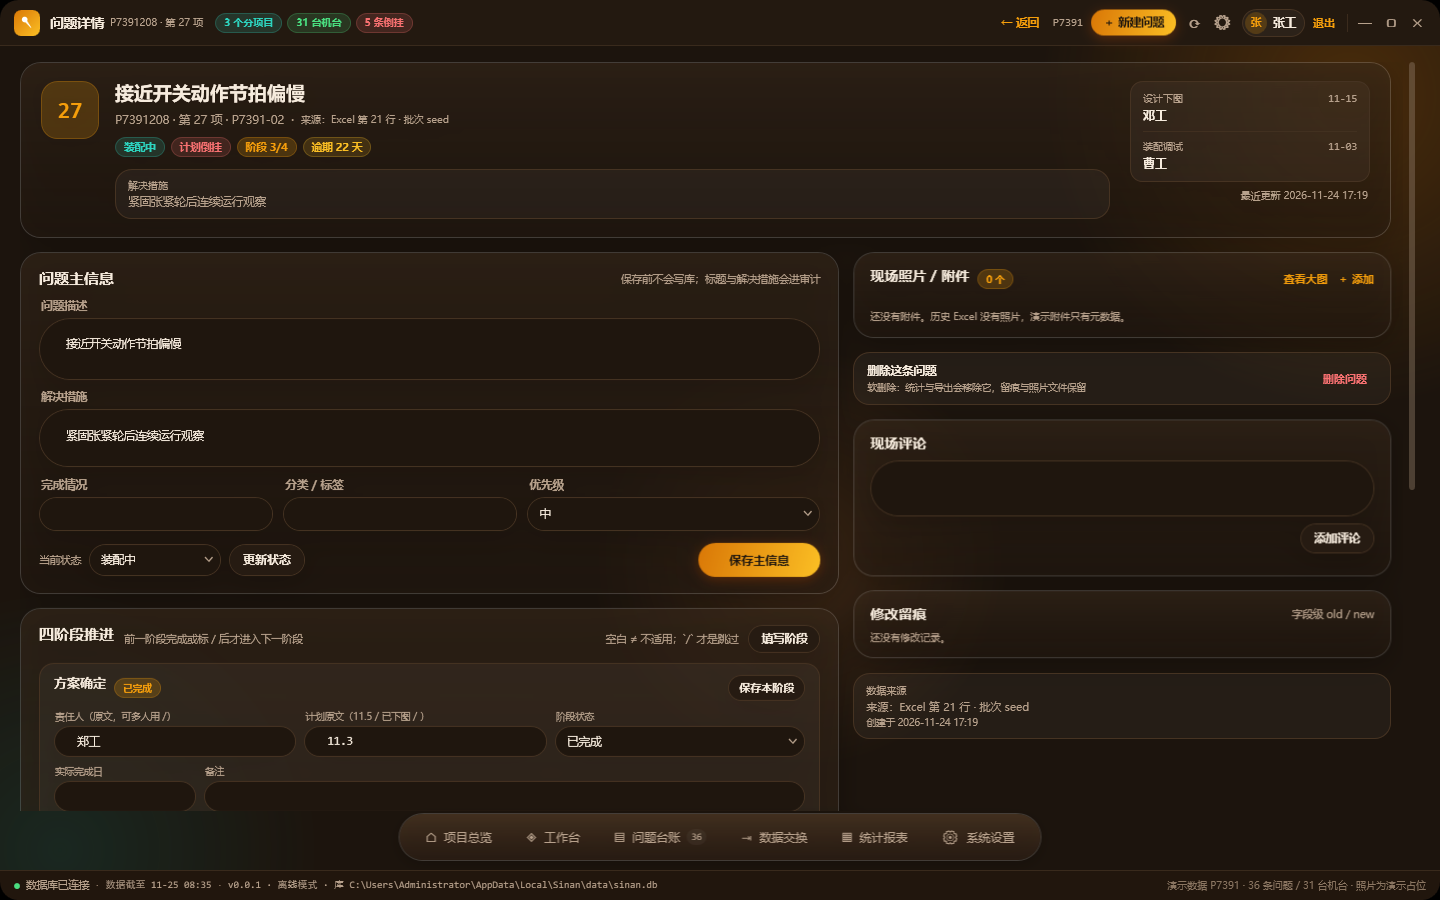 问题详情 P7391208 · 第 27 项 3 个分项目 31 台机台 5 条倒挂
← 返回 P7391 + 新建问题 张 张工 退出
27
接近开关动作节拍偏慢
P7391208 · 第 27 项 · P7391-02 · 来源：Excel 第 21 行 · 批次 seed
装配中 计划倒挂 阶段 3/4 逾期 22 天
解决措施
紧固张紧轮后连续运行观察
设计下图 11-15
邓工
装配调试 11-03
曹工
最近更新 2026-11-24 17:19
问题主信息 保存前不会写库；标题与解决措施会进审计
问题描述
接近开关动作节拍偏慢
解决措施
紧固张紧轮后连续运行观察
完成情况 分类 / 标签 优先级
中
当前状态 装配中 更新状态 保存主信息
四阶段推进 前一阶段完成或标 / 后才进入下一阶段 空白 ≠ 不适用；`/` 才是跳过 填写阶段
方案确定 已完成 保存本阶段
责任人（原文，可多人用 /） 计划原文（11.5 / 已下图 / ） 阶段状态
郑工 11.3 已完成
实际完成日 备注
现场照片 / 附件 0 个 查看大图 + 添加
还没有附件。历史 Excel 没有照片，演示附件只有元数据。
删除这条问题
软删除：统计与导出会移除它，留痕与照片文件保留
删除问题
现场评论
添加评论
修改留痕 字段级 old / new
还没有修改记录。
数据来源
来源：Excel 第 21 行 · 批次 seed
创建于 2026-11-24 17:19
项目总览 工作台 问题台账 36 数据交换 统计报表 系统设置
数据库已连接 · 数据截至 11-25 08:35 · v0.0.1 · 离线模式 · 库 C:\Users\Administrator\AppData\Local\Sinan\data\sinan.db
演示数据 P7391 · 36 条问题 / 31 台机台 · 照片为演示占位